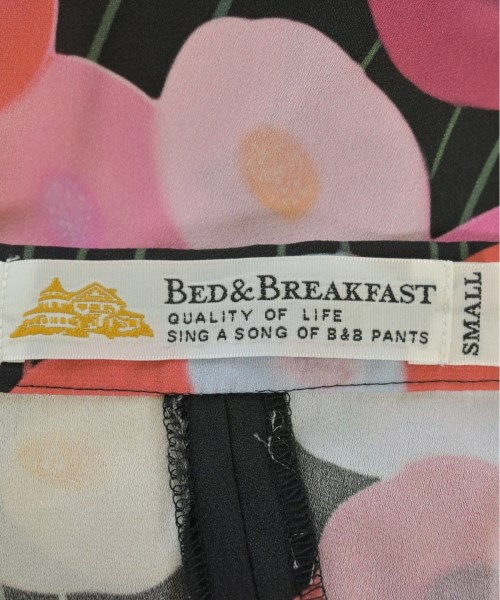 BED & BREAKFAST
QUALITY OF LIFE
SING A SONG OF B&B PANTS
SMALL